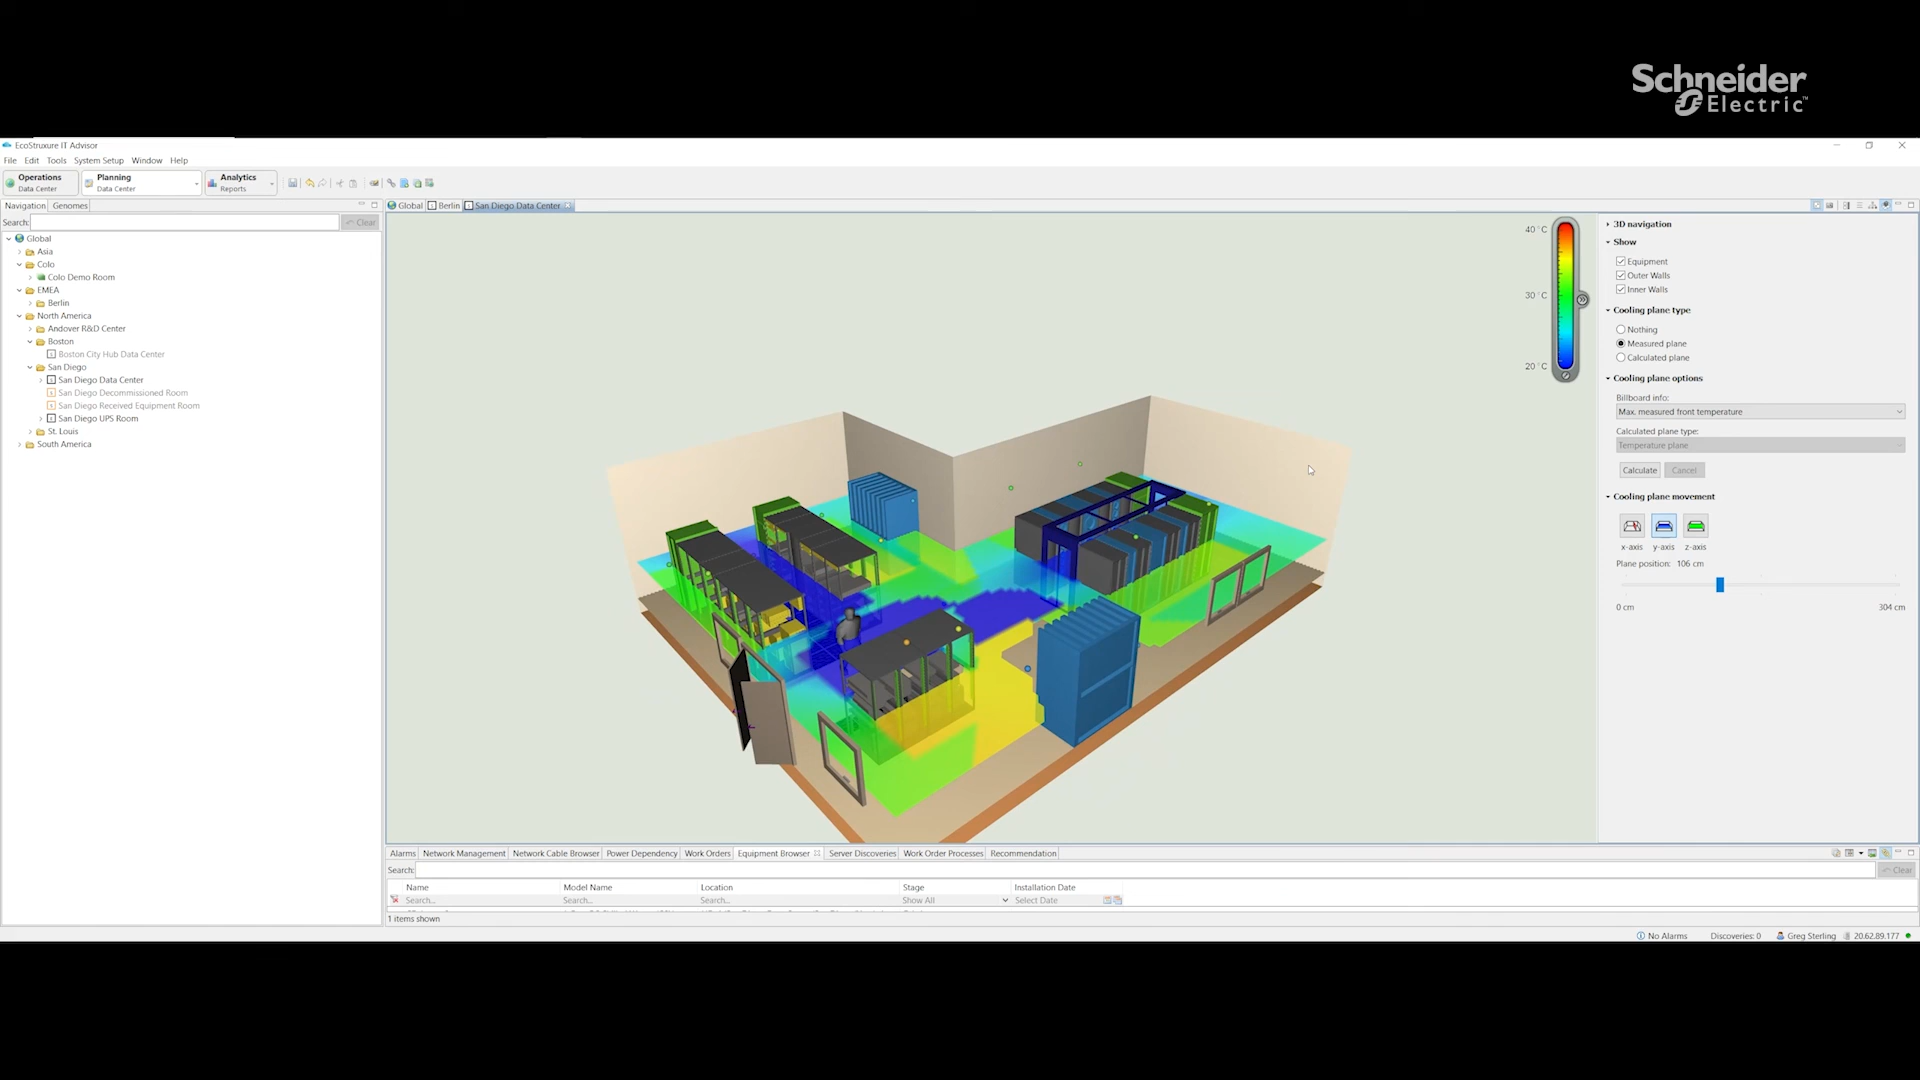 Schneider
Electric™
EcoStruxure IT Advisor
File Edit Tools System Setup Window Help
Operations
Data Center
Planning
Data Center
Analytics
Reports
Navigation Genomes
Search: Clear
Global
Asia
Colo
Colo Demo Room
EMEA
Berlin
North America
Andover R&D Center
Boston
Boston City Hub Data Center
San Diego
San Diego Data Center
San Diego Decommissioned Room
San Diego Received Equipment Room
San Diego UPS Room
St. Louis
South America
Global Berlin San Diego Data Center
40 °C
30 °C
20 °C
3D navigation
Show
Equipment
Outer Walls
Inner Walls
Cooling plane type
Nothing
Measured plane
Calculated plane
Cooling plane options
Billboard info:
Max. measured front temperature
Calculated plane type:
Temperature plane
Calculate Cancel
Cooling plane movement
x-axis y-axis z-axis
Plane position: 106 cm
0 cm 304 cm
Alarms Network Management Network Cable Browser Power Dependency Work Orders Equipment Browser Server Discoveries Work Order Processes Recommendation
Search: Clear
Name Model Name Location Stage Installation Date
Search... Search... Search... Show All Select Date
1 items shown
No Alarms Discoveries: 0 Greg Sterling 20.62.89.177